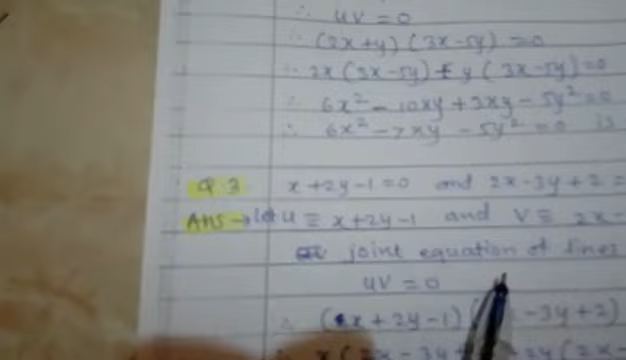 ∴ uv = 0
∴ (2x+y) (3x-5y) = 0
∴ 2x (3x-5y) + y (3x-5y) = 0
∴ 6x² - 10xy + 3xy - 5y² = 0
∴ 6x² - 7xy - 5y² = 0 is
Q.3 x+2y-1=0 and 2x-3y+2=
Ans → let u ≡ x+2y-1 and v ≡ 2x-
joint equation of lines
uv = 0
∴ (x + 2y - 1) ( -3y+2)